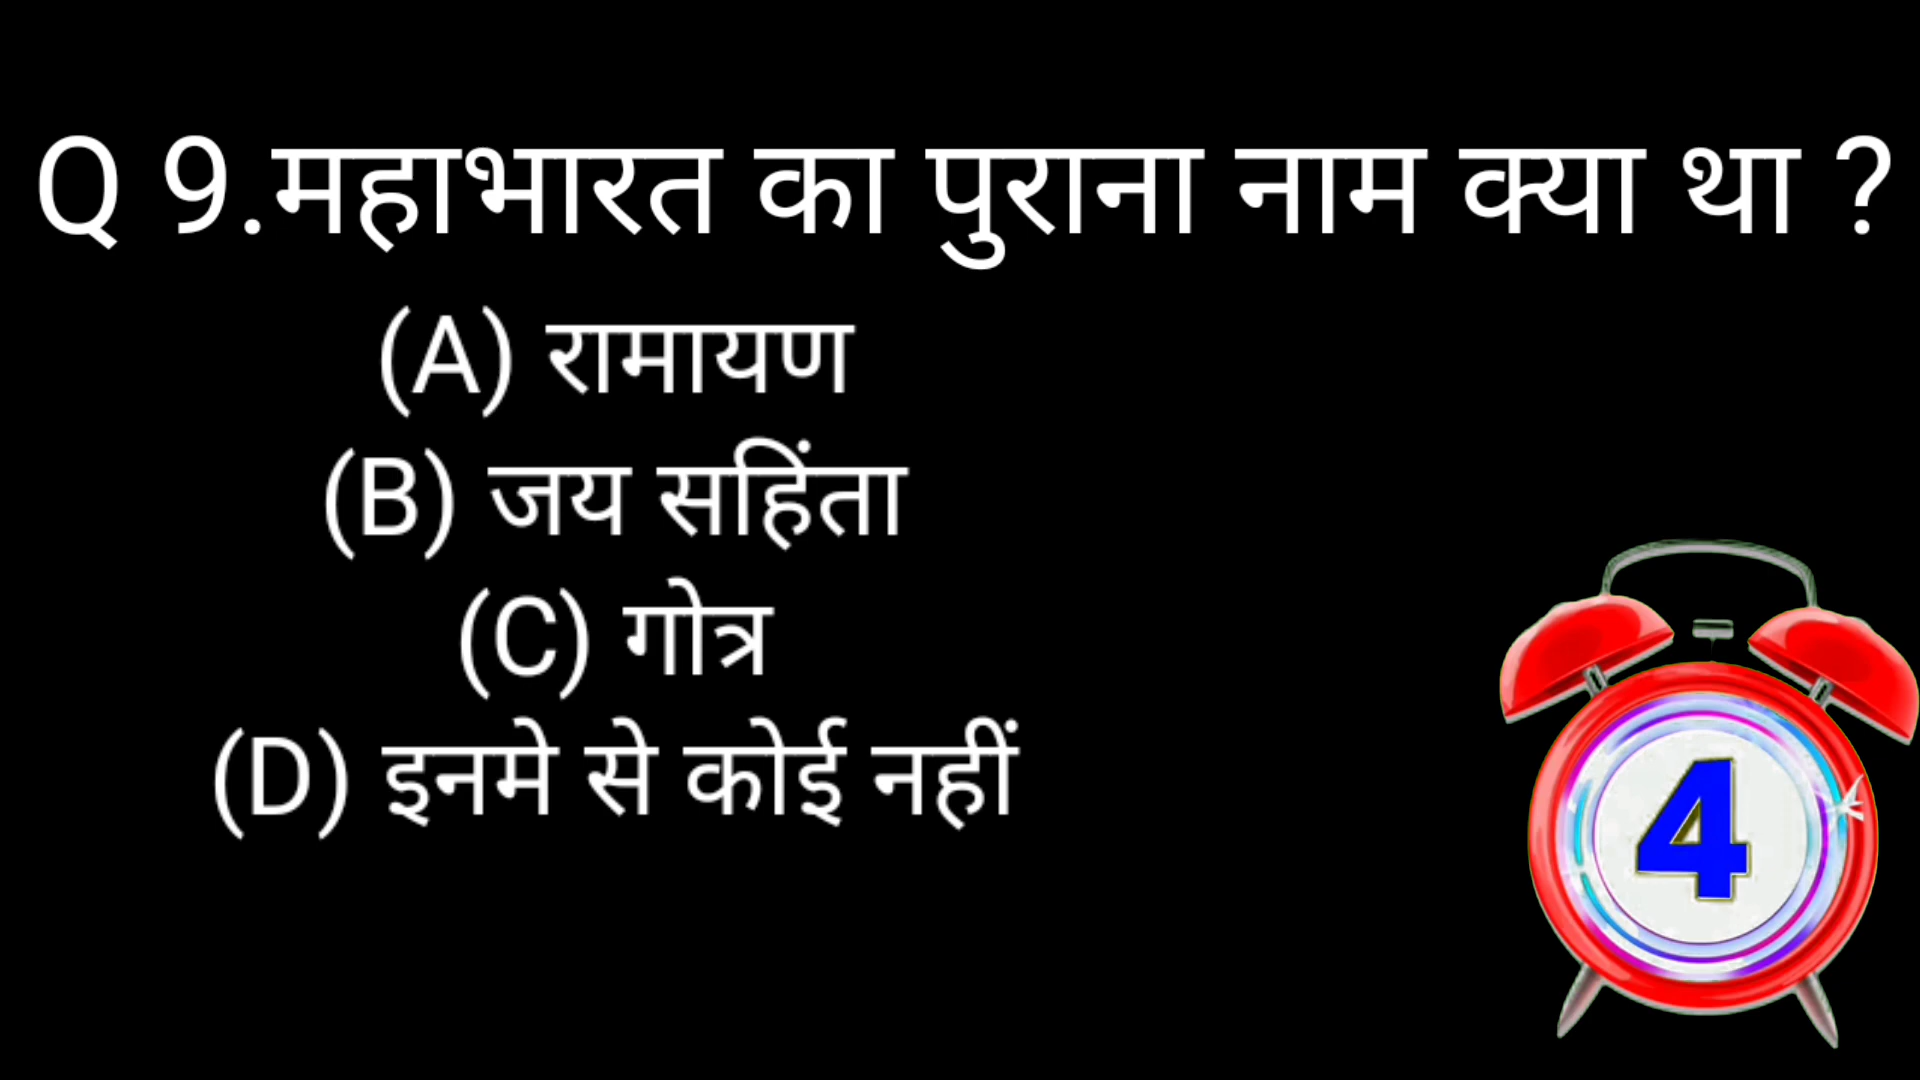 Q 9.महाभारत का पुराना नाम क्या था ?
(A) रामायण
(B) जय सहिंता
(C) गोत्र
(D) इनमे से कोई नहीं
4